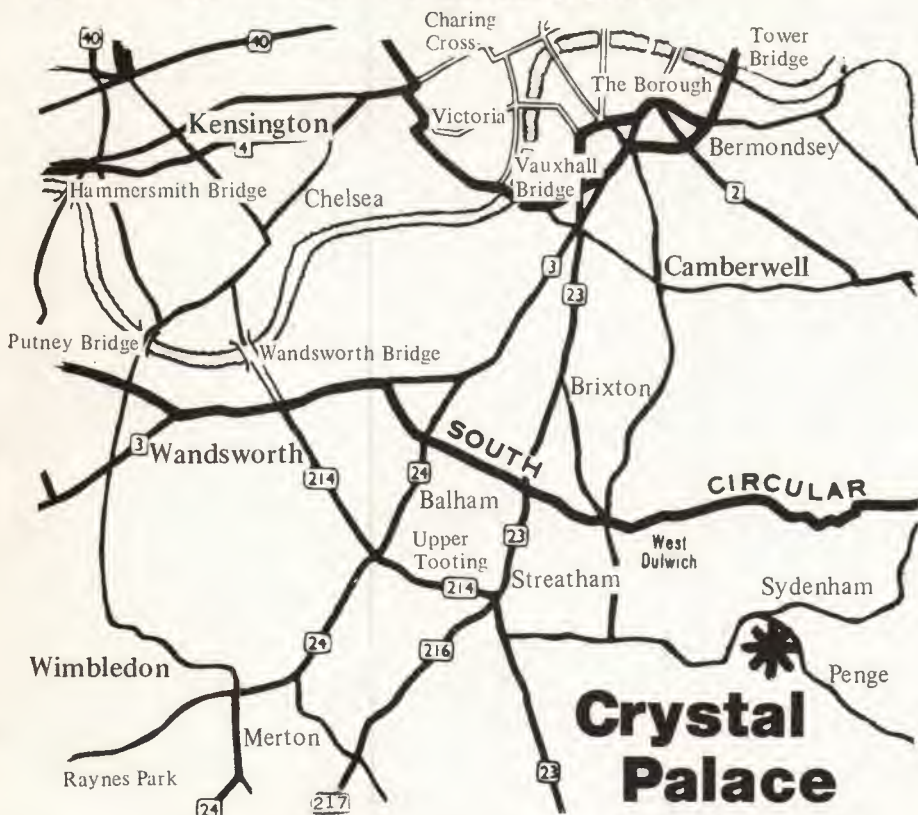 40
40
Charing
Cross
Tower
Bridge
The Borough
Victoria
Kensington
4
Bermondsey
Vauxhall
Bridge
Hammersmith Bridge
Chelsea
2
3
Camberwell
23
Putney Bridge
Wandsworth Bridge
Brixton
SOUTH
3
Wandsworth
214
24
Balham
CIRCULAR
23
West
Dulwich
Upper
Tooting
214
Streatham
Sydenham
24
216
Wimbledon
Penge
Crystal
Palace
Merton
Raynes Park
23
24
217